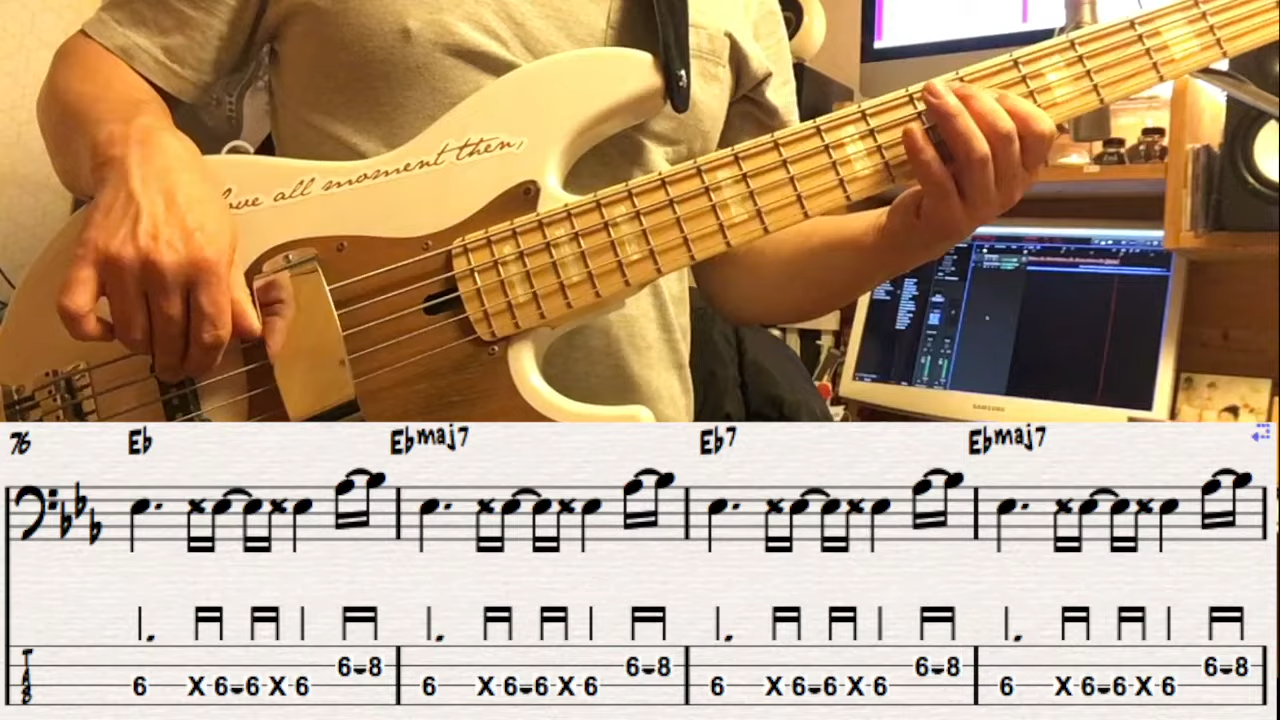 love all moment then,
SAMSUNG
76 Eb Ebmaj7 Eb7 Ebmaj7
T 6-8 6-8 6-8 6-8
A
B 6 X 6-6 X 6 6 X 6-6 X 6 6 X 6-6 X 6 6 X 6-6 X 6